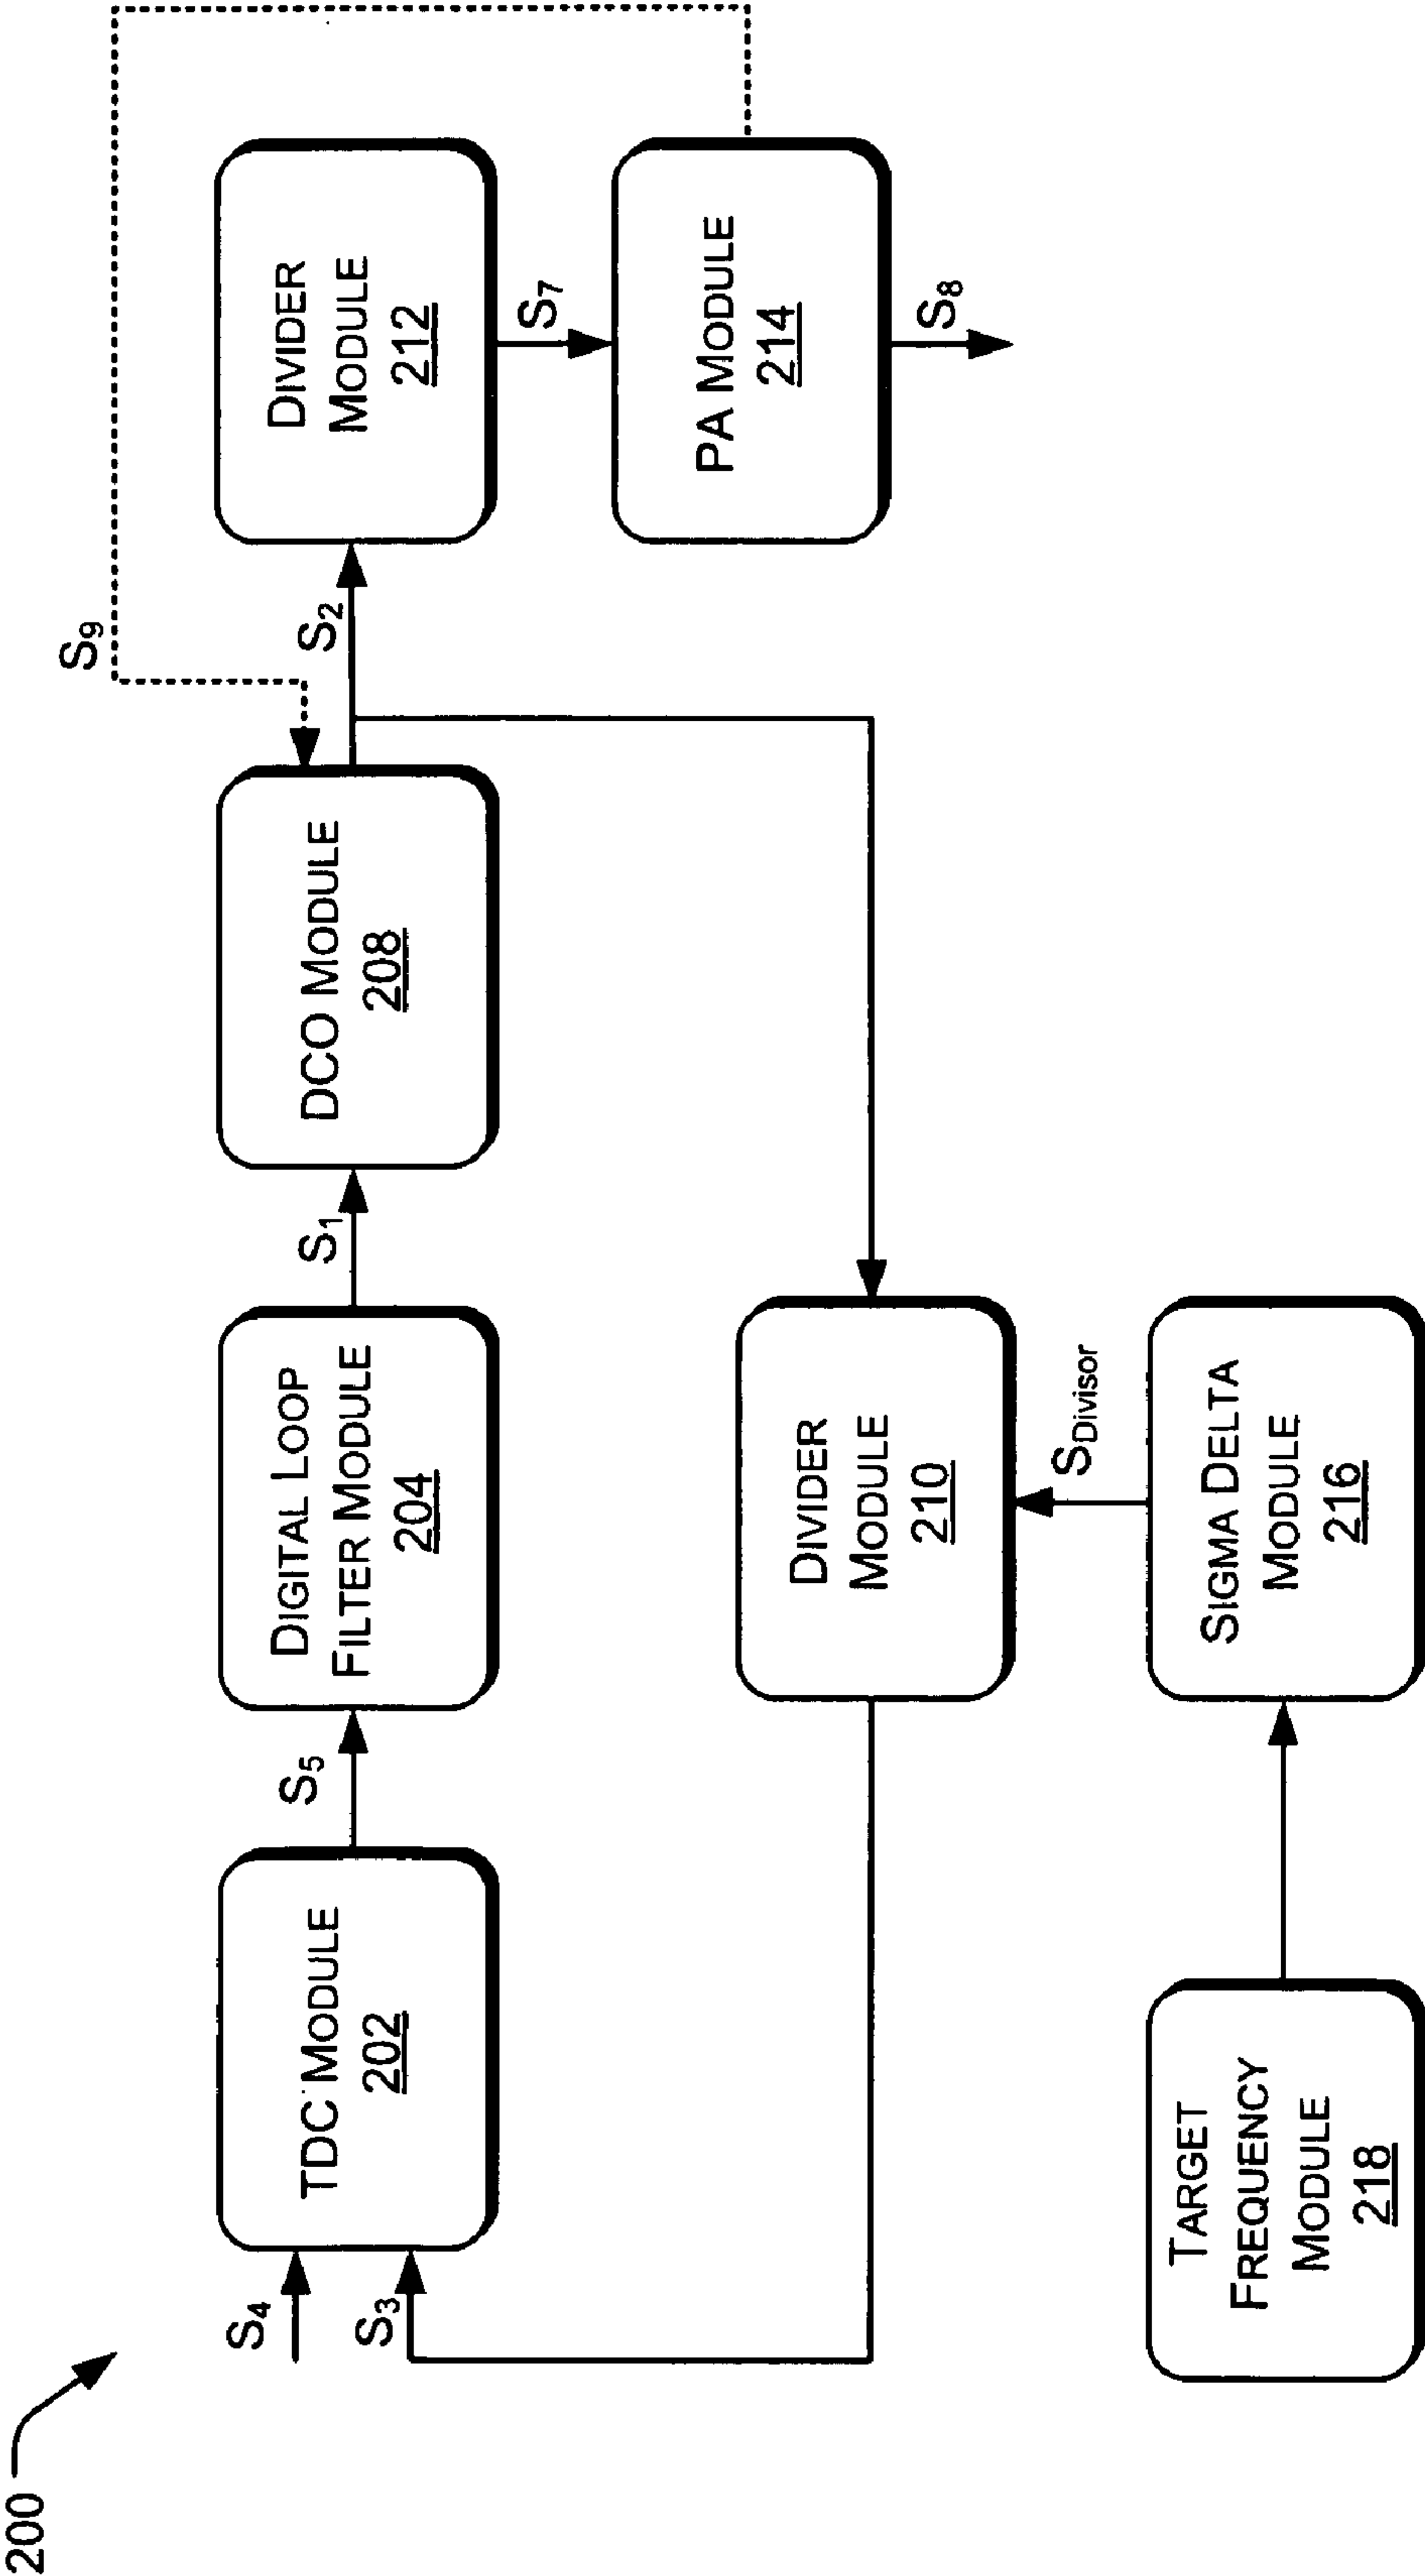 200
S4
S3
TDC MODULE
202
S5
DIGITAL LOOP
FILTER MODULE
204
S1
DCO MODULE
208
S9
S2
DIVIDER
MODULE
212
S7
PA MODULE
214
S8
DIVIDER
MODULE
210
SDivisor
TARGET
FREQUENCY
MODULE
218
SIGMA DELTA
MODULE
216